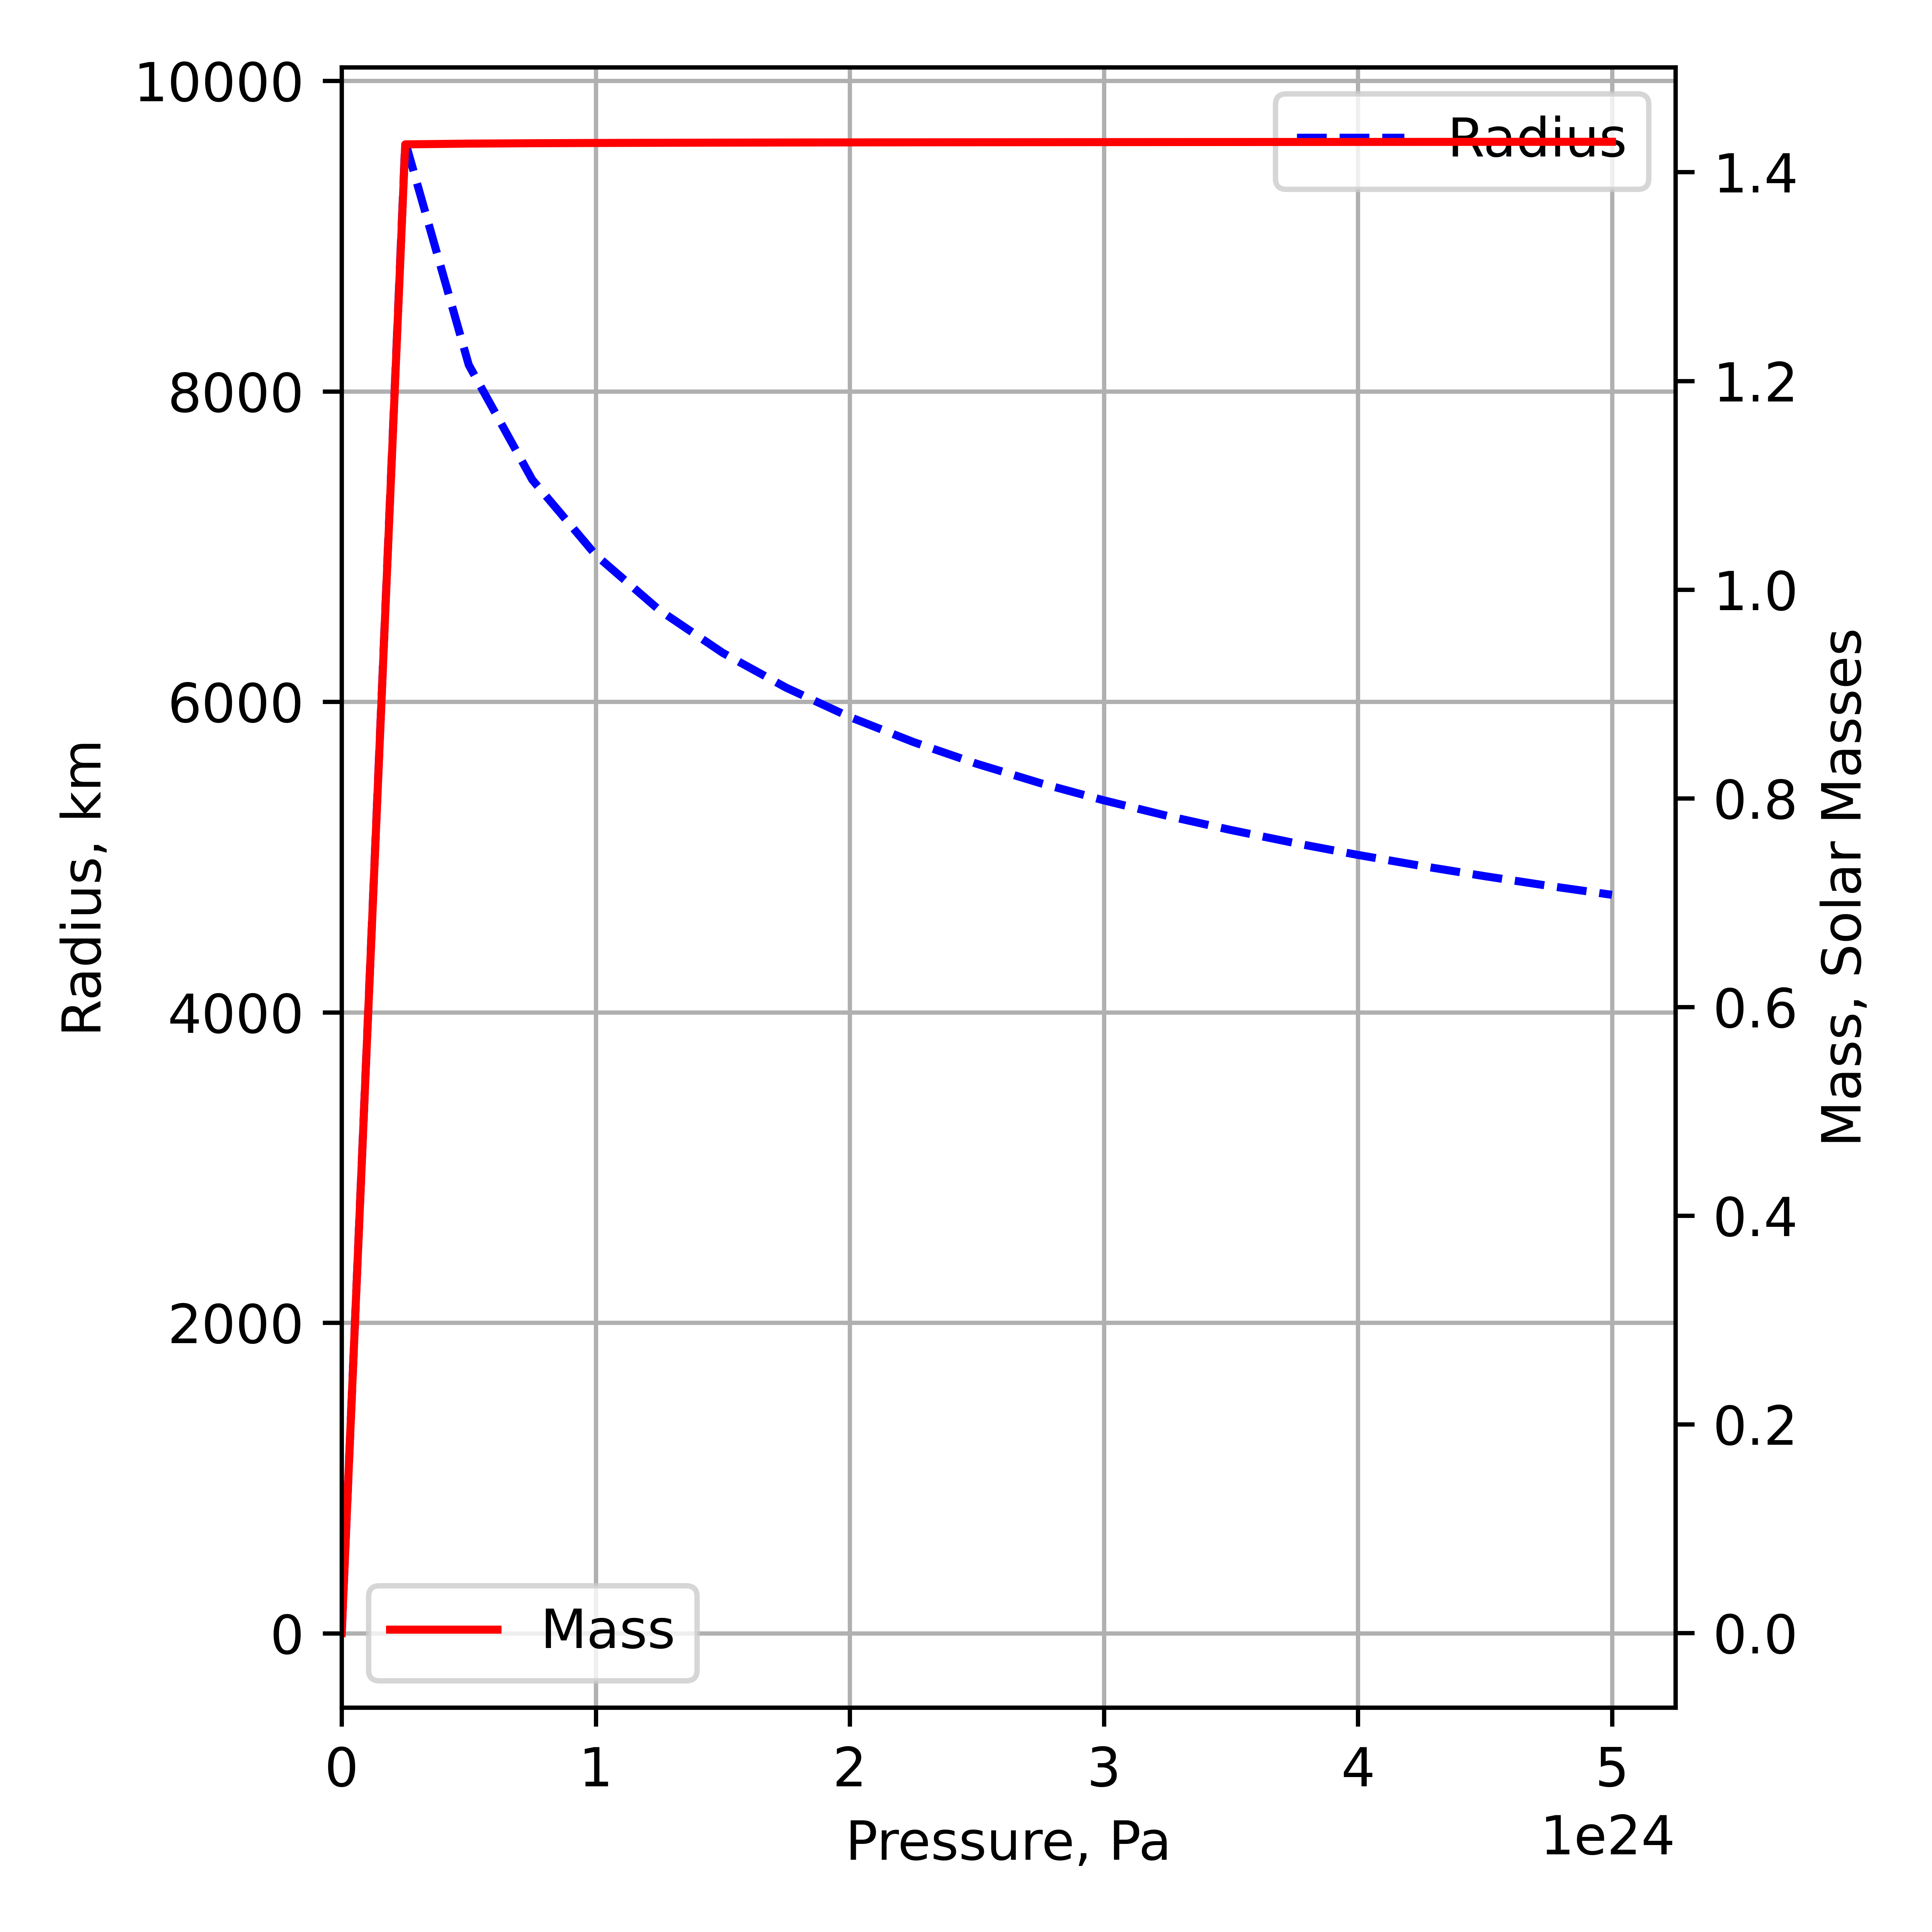 10000
8000
6000
4000
2000
0
Radius, km
Radius
Mass
1.4
1.2
1.0
0.8
0.6
0.4
0.2
0.0
Mass, Solar Masses
0 1 2 3 4 5
1e24
Pressure, Pa